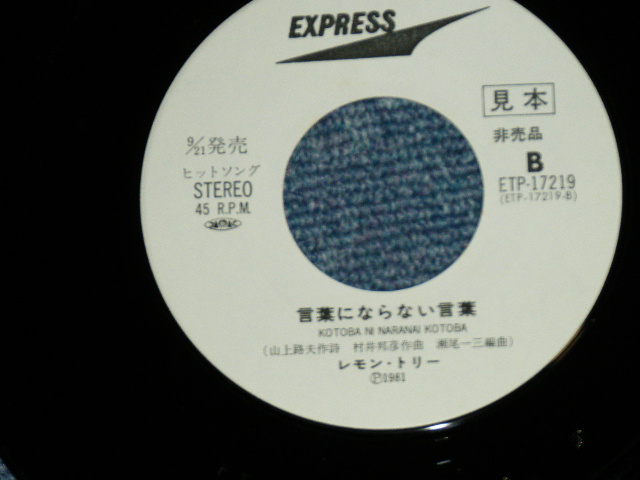 EXPRESS
見本
非売品
9/21発売
B
ヒットソング
STEREO
ETP-17219
45 R.P.M.
(ETP-17219-B)
言葉にならない言葉
KOTOBA NI NARANAI KOTOBA
(山上路夫作詩 村井邦彦作曲 瀬尾一三編曲)
レモン・トリー
Ⓟ1981